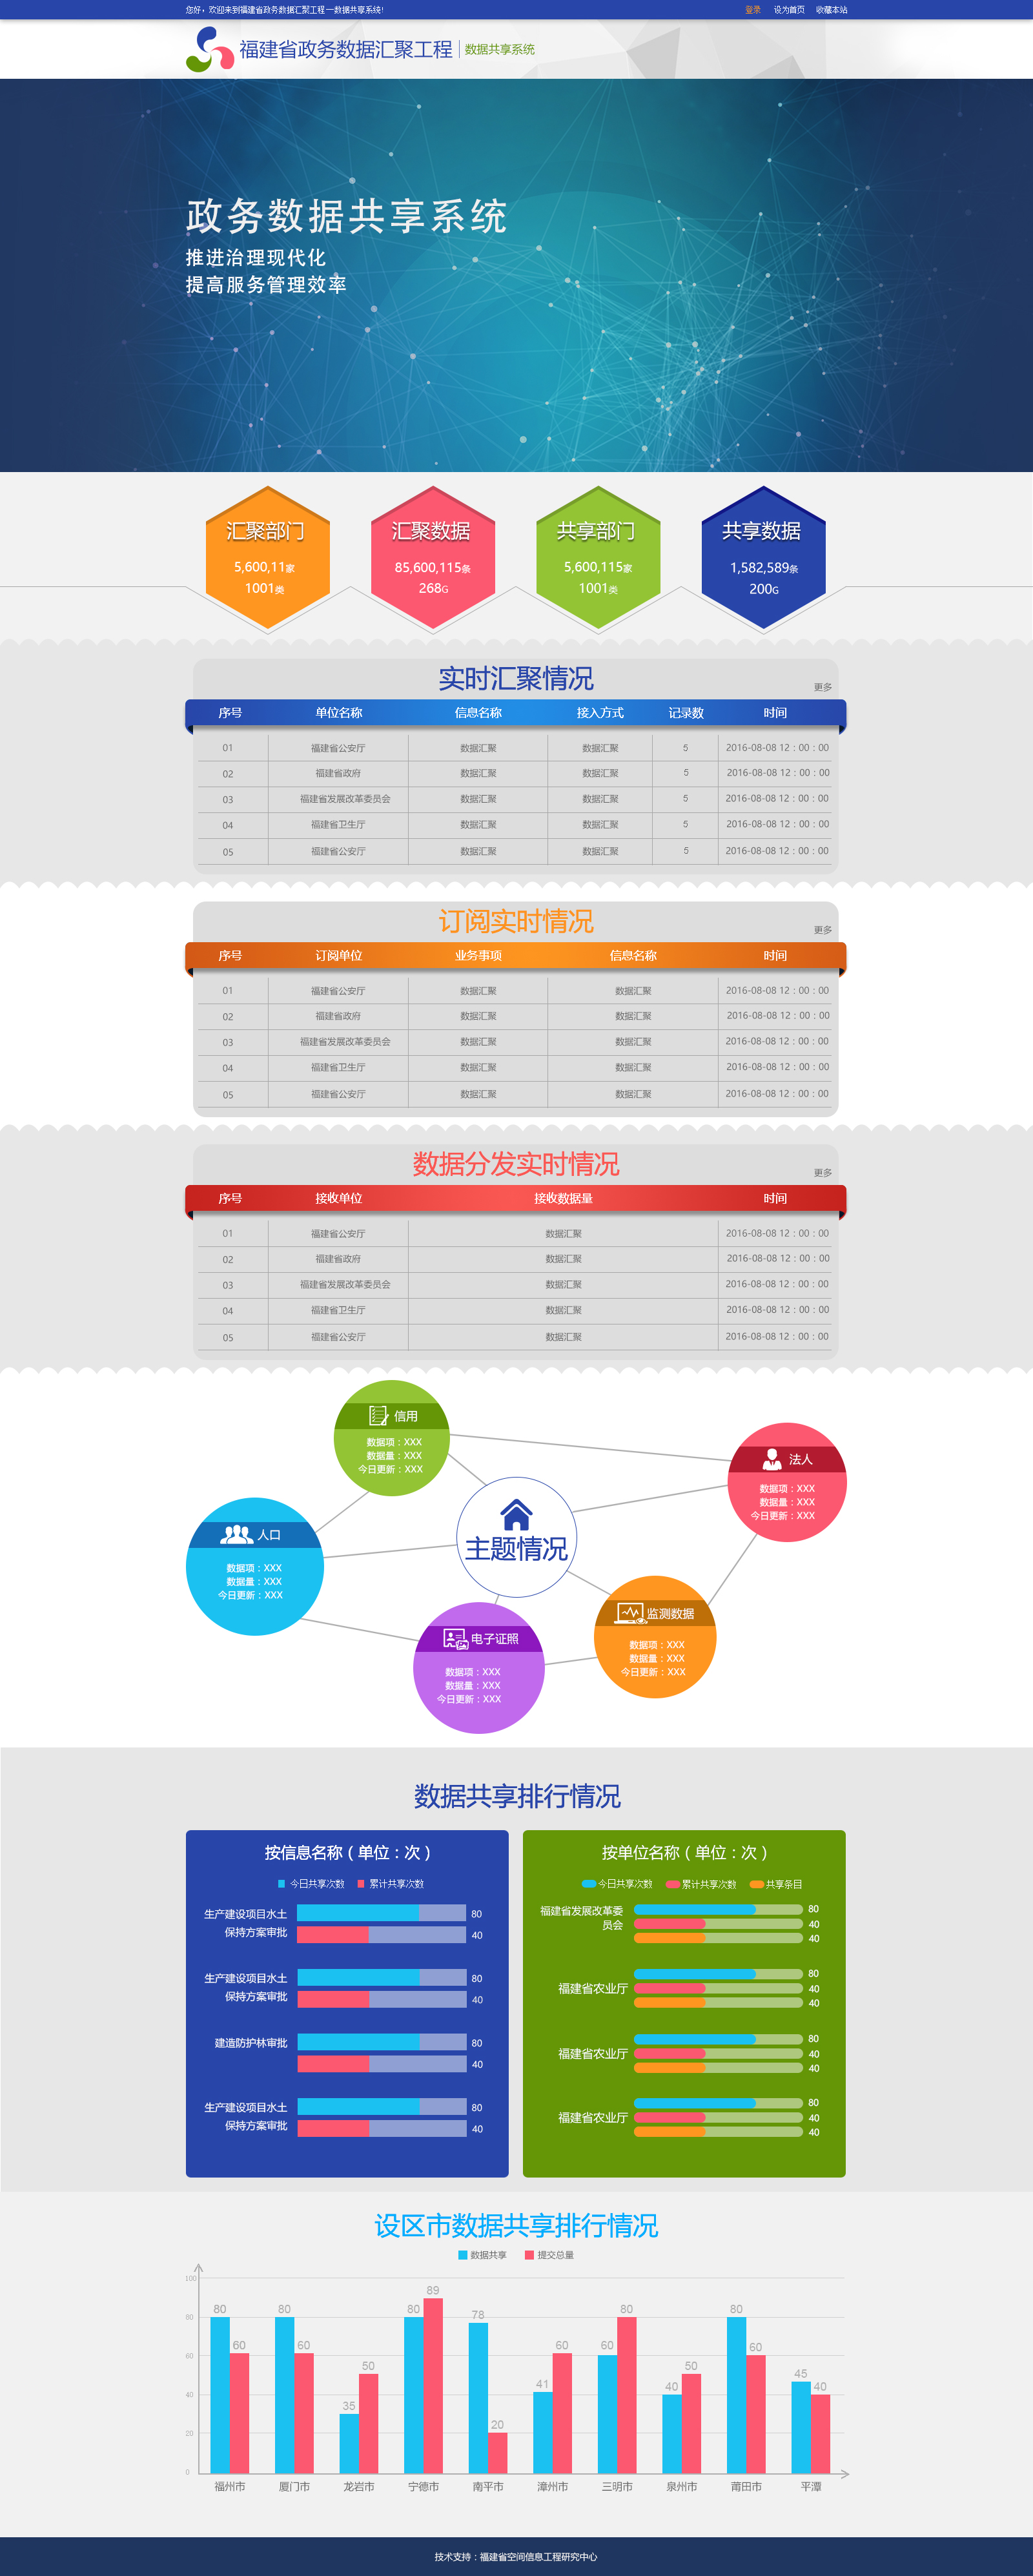 您好，欢迎来到福建省政务数据汇聚工程一数据共享系统!
登录 设为首页 收藏本站
福建省政务数据汇聚工程 数据共享系统
政务数据共享系统
推进治理现代化
提高服务管理效率
汇聚部门 汇聚数据 共享部门 共享数据
5,600,11家 85,600,115条 5,600,115家 1,582,589条
1001类 268G 1001类 200G
实时汇聚情况
更多
序号 单位名称 信息名称 接入方式 记录数 时间
01 福建省公安厅 数据汇聚 数据汇聚 5 2016-08-08 12：00：00
02 福建省政府 数据汇聚 数据汇聚 5 2016-08-08 12：00：00
03 福建省发展改革委员会 数据汇聚 数据汇聚 5 2016-08-08 12：00：00
04 福建省卫生厅 数据汇聚 数据汇聚 5 2016-08-08 12：00：00
05 福建省公安厅 数据汇聚 数据汇聚 5 2016-08-08 12：00：00
订阅实时情况
更多
序号 订阅单位 业务事项 信息名称 时间
01 福建省公安厅 数据汇聚 数据汇聚 2016-08-08 12：00：00
02 福建省政府 数据汇聚 数据汇聚 2016-08-08 12：00：00
03 福建省发展改革委员会 数据汇聚 数据汇聚 2016-08-08 12：00：00
04 福建省卫生厅 数据汇聚 数据汇聚 2016-08-08 12：00：00
05 福建省公安厅 数据汇聚 数据汇聚 2016-08-08 12：00：00
数据分发实时情况
更多
序号 接收单位 接收数据量 时间
01 福建省公安厅 数据汇聚 2016-08-08 12：00：00
02 福建省政府 数据汇聚 2016-08-08 12：00：00
03 福建省发展改革委员会 数据汇聚 2016-08-08 12：00：00
04 福建省卫生厅 数据汇聚 2016-08-08 12：00：00
05 福建省公安厅 数据汇聚 2016-08-08 12：00：00
信用
数据项：XXX
数据量：XXX
今日更新：XXX
法人
数据项：XXX
数据量：XXX
今日更新：XXX
人口
数据项：XXX
数据量：XXX
今日更新：XXX
主题情况
监测数据
数据项：XXX
数据量：XXX
今日更新：XXX
电子证照
数据项：XXX
数据量：XXX
今日更新：XXX
数据共享排行情况
按信息名称（单位：次）
今日共享次数 累计共享次数
生产建设项目水土
保持方案审批
80
40
生产建设项目水土
保持方案审批
80
40
建造防护林审批
80
40
生产建设项目水土
保持方案审批
80
40
按单位名称（单位：次）
今日共享次数 累计共享次数 共享条目
福建省发展改革委
员会
80
40
40
福建省农业厅
80
40
40
福建省农业厅
80
40
40
福建省农业厅
80
40
40
设区市数据共享排行情况
数据共享 提交总量
100
80
60
40
20
0
80 60 80 60 35 50 80 89 78 20 41 60 60 80 40 50 80 60 45 40
福州市 厦门市 龙岩市 宁德市 南平市 漳州市 三明市 泉州市 莆田市 平潭
技术支持：福建省空间信息工程研究中心